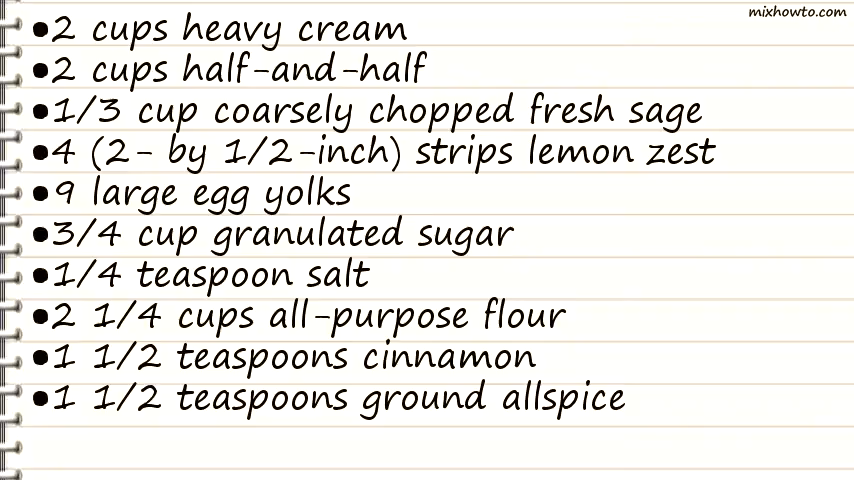 mixhowto.com
•2 cups heavy cream
•2 cups half-and-half
•1/3 cup coarsely chopped fresh sage
•4 (2- by 1/2-inch) strips lemon zest
•9 large egg yolks
•3/4 cup granulated sugar
•1/4 teaspoon salt
•2 1/4 cups all-purpose flour
•1 1/2 teaspoons cinnamon
•1 1/2 teaspoons ground allspice